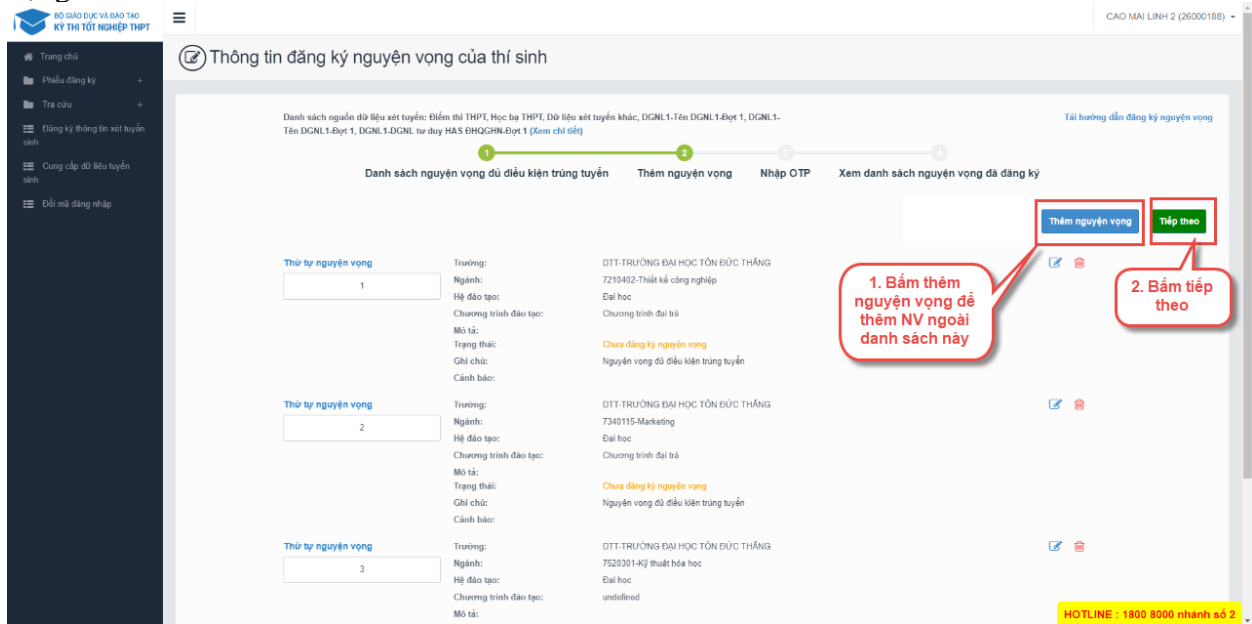 BỘ GIÁO DỤC VÀ ĐÀO TẠO
KỲ THI TỐT NGHIỆP THPT
CAO MAI LINH 2 (26000188)
Trang chủ
Phiếu đăng ký +
Tra cứu +
Đăng ký thông tin xét tuyển
sinh
Cung cấp dữ liệu tuyển
sinh
Đổi mã đăng nhập
Thông tin đăng ký nguyện vọng của thí sinh
Danh sách nguồn dữ liệu xét tuyển: Điểm thi THPT, Học bạ THPT, Dữ liệu xét tuyển khác, DGNL1-Tên DGNL1-Đợt 1, DGNL1-
Tên DGNL1-Đợt 1, DGNL1-DGNL tư duy HAS ĐHQGHN-Đợt 1 (Xem chi tiết)
Tải hướng dẫn đăng ký nguyện vọng
1 2 3 4
Danh sách nguyện vọng đủ điều kiện trúng tuyển Thêm nguyện vọng Nhập OTP Xem danh sách nguyện vọng đã đăng ký
Thêm nguyện vọng Tiếp theo
1. Bấm thêm
nguyện vọng để
thêm NV ngoài
danh sách này
2. Bấm tiếp
theo
Thứ tự nguyện vọng
1
Trường: DTT-TRƯỜNG ĐẠI HỌC TÔN ĐỨC THẮNG
Ngành: 7210402-Thiết kế công nghiệp
Hệ đào tạo: Đại học
Chương trình đào tạo: Chương trình đại trà
Mô tả:
Trạng thái: Chưa đăng ký nguyện vọng
Ghi chú: Nguyện vọng đủ điều kiện trúng tuyển
Cảnh báo:
Thứ tự nguyện vọng
2
Trường: DTT-TRƯỜNG ĐẠI HỌC TÔN ĐỨC THẮNG
Ngành: 7340115-Marketing
Hệ đào tạo: Đại học
Chương trình đào tạo: Chương trình đại trà
Mô tả:
Trạng thái: Chưa đăng ký nguyện vọng
Ghi chú: Nguyện vọng đủ điều kiện trúng tuyển
Cảnh báo:
Thứ tự nguyện vọng
3
Trường: DTT-TRƯỜNG ĐẠI HỌC TÔN ĐỨC THẮNG
Ngành: 7520301-Kỹ thuật hóa học
Hệ đào tạo: Đại học
Chương trình đào tạo: undefined
Mô tả:
HOTLINE : 1800 8000 nhánh số 2